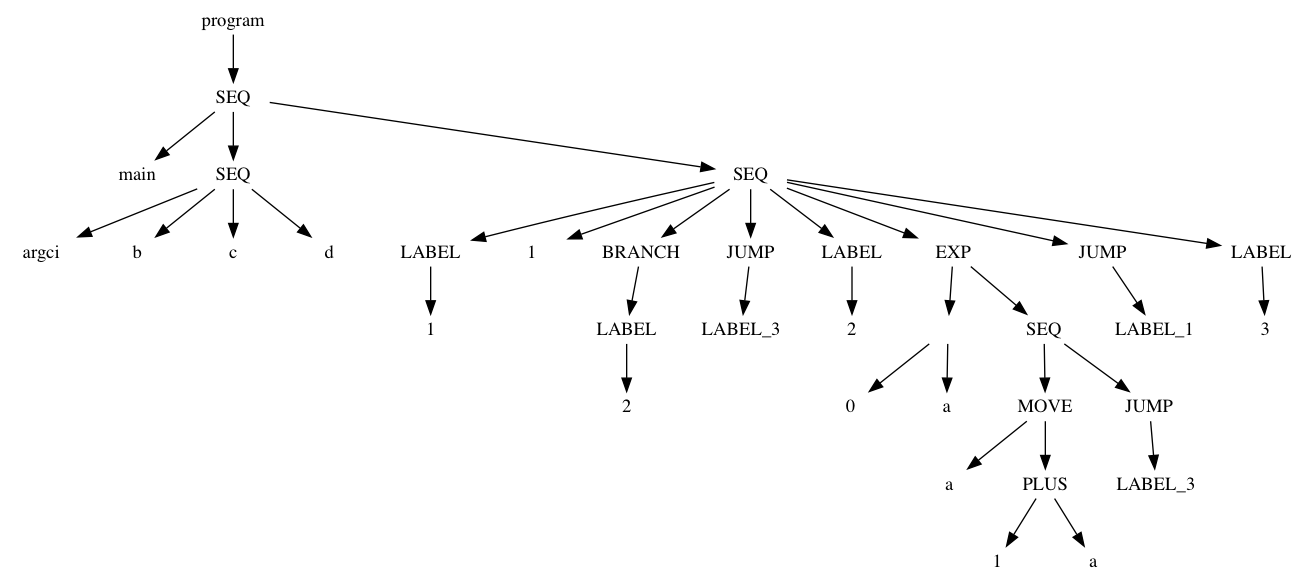 program
SEQ
main SEQ SEQ
argci b c d LABEL 1 BRANCH JUMP LABEL EXP JUMP LABEL
1 LABEL LABEL_3 2 SEQ LABEL_1 3
2 0 a MOVE JUMP
a PLUS LABEL_3
1 a